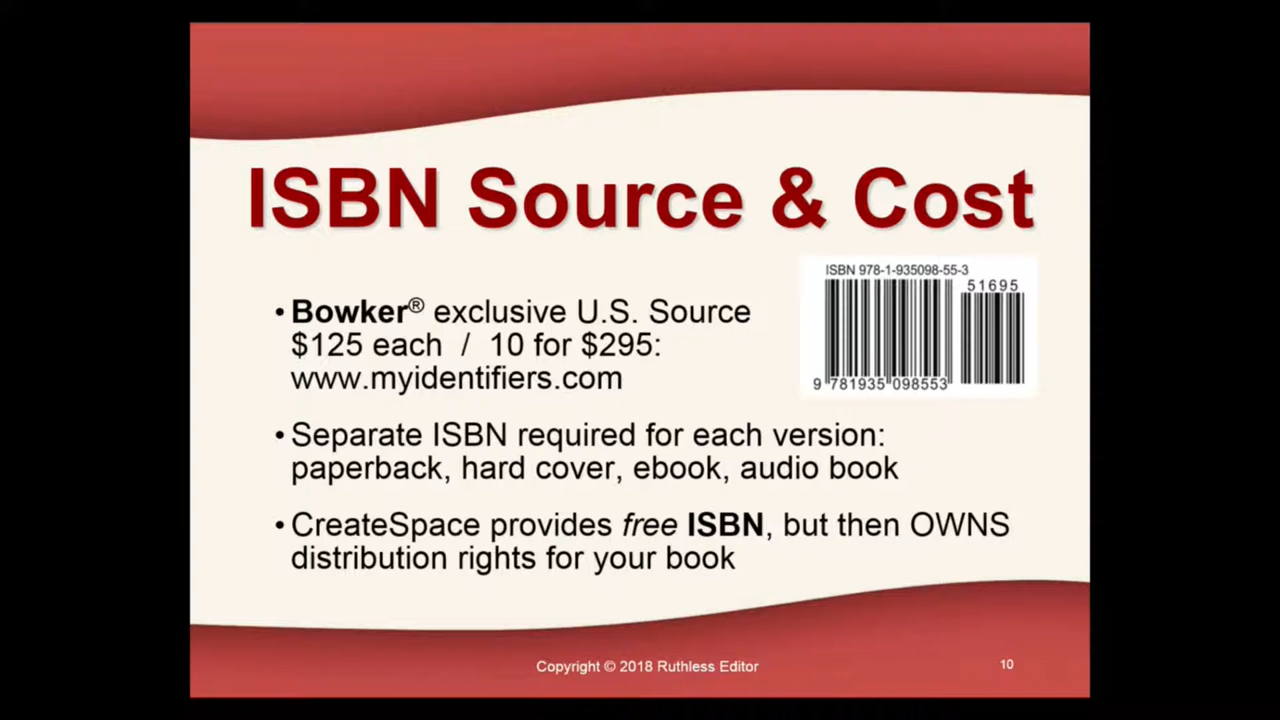 ISBN Source & Cost
ISBN 978-1-935098-55-3
51695
9 781935 098553
• Bowker® exclusive U.S. Source
$125 each / 10 for $295:
www.myidentifiers.com
• Separate ISBN required for each version:
paperback, hard cover, ebook, audio book
• CreateSpace provides free ISBN, but then OWNS
distribution rights for your book
Copyright © 2018 Ruthless Editor
10